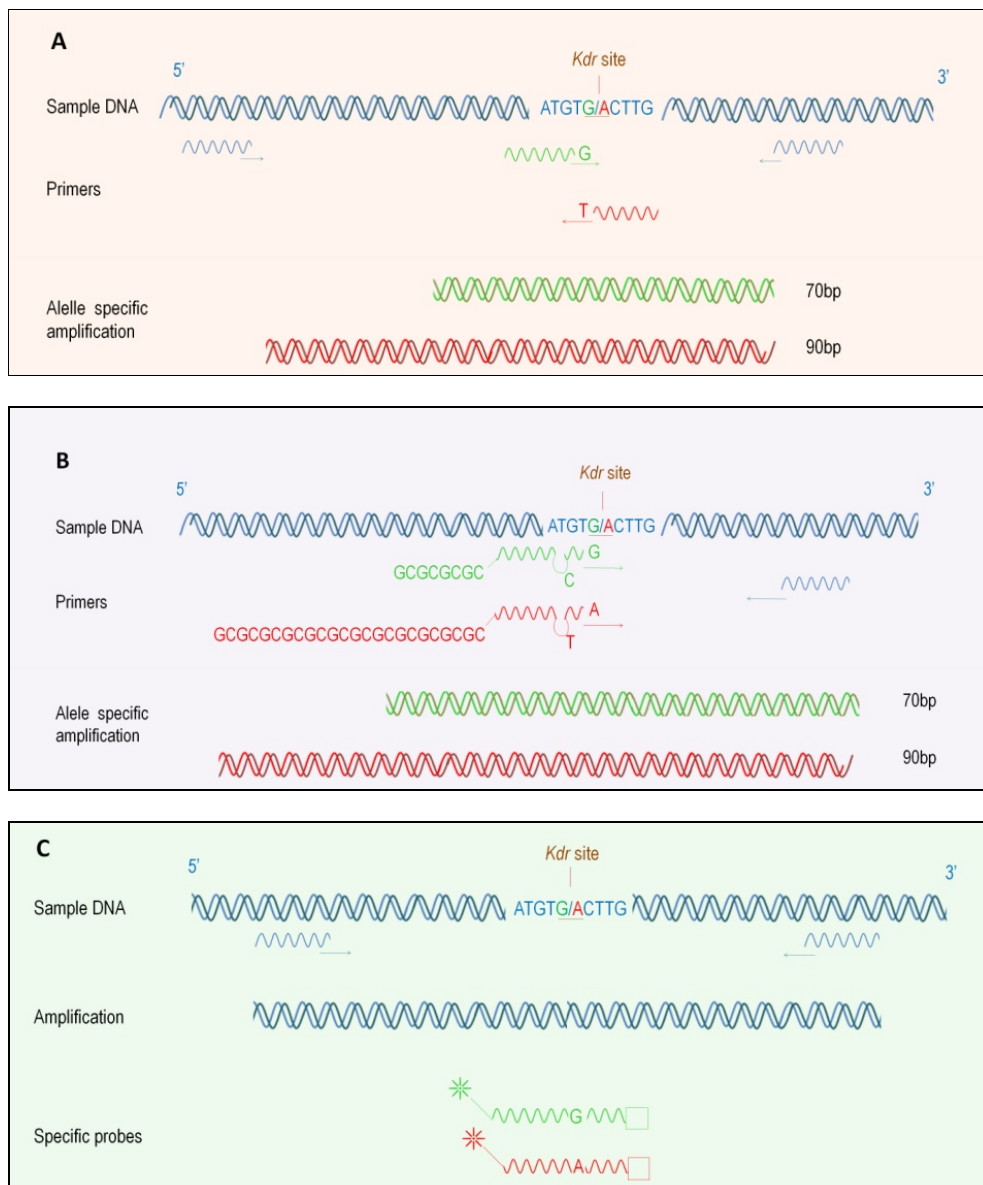 A
Kdr site
5’
3’
Sample DNA
ATGTG/ACTTG
G
Primers
T
Alelle specific
amplification
70bp
90bp
B
Kdr site
5’
3’
Sample DNA
ATGTG/ACTTG
G
GCGCGCGC
C
Primers
A
GCGCGCGCGCGCGCGCGCGCGC
T
Alele specific
amplification
70bp
90bp
C
Kdr site
5’
3’
Sample DNA
ATGTG/ACTTG
Amplification
G
Specific probes
A